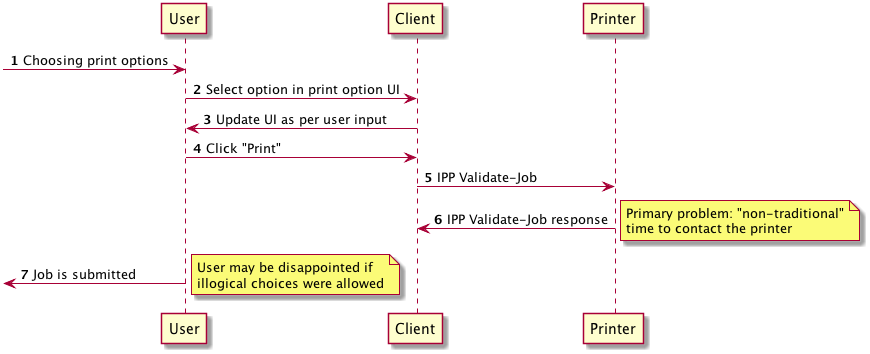 User
Client
Printer
1 Choosing print options
2 Select option in print option UI
3 Update UI as per user input
4 Click "Print"
5 IPP Validate-Job
6 IPP Validate-Job response
Primary problem: "non-traditional"
time to contact the printer
7 Job is submitted
User may be disappointed if
illogical choices were allowed
User
Client
Printer